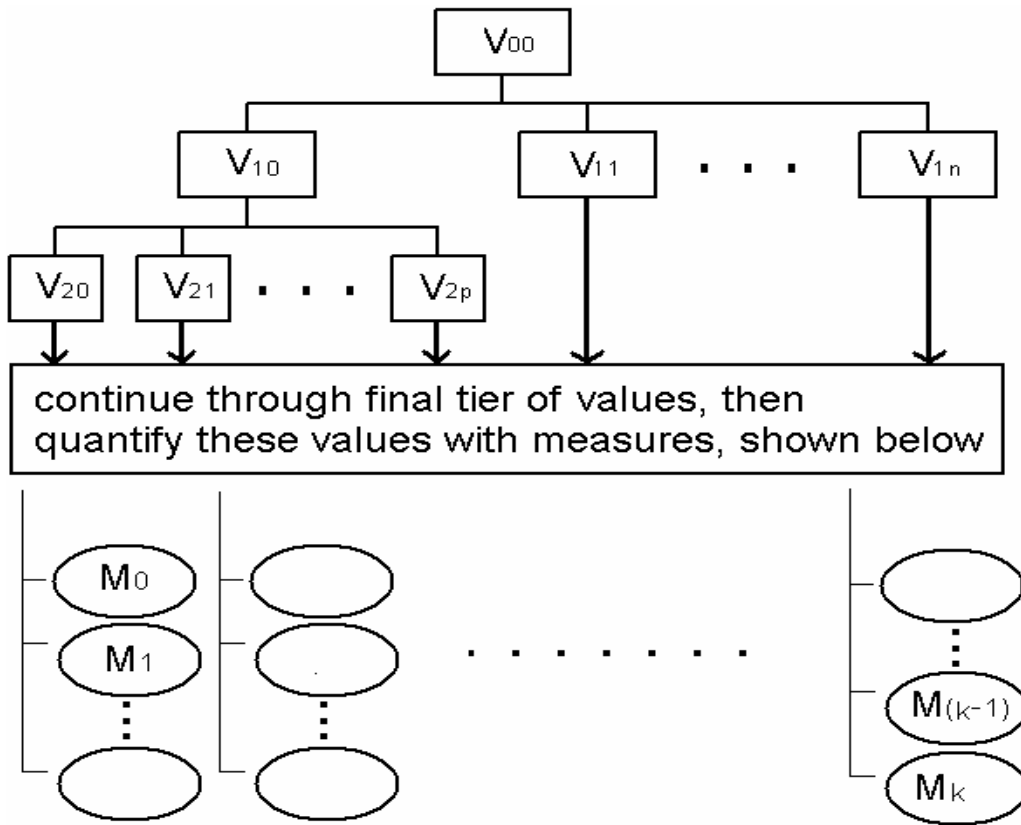 V00
V10 V11 . . . V1n
V20 V21 . . . V2p
continue through final tier of values, then
quantify these values with measures, shown below
M0
M1 . . . . . . .
M(k-1)
Mk